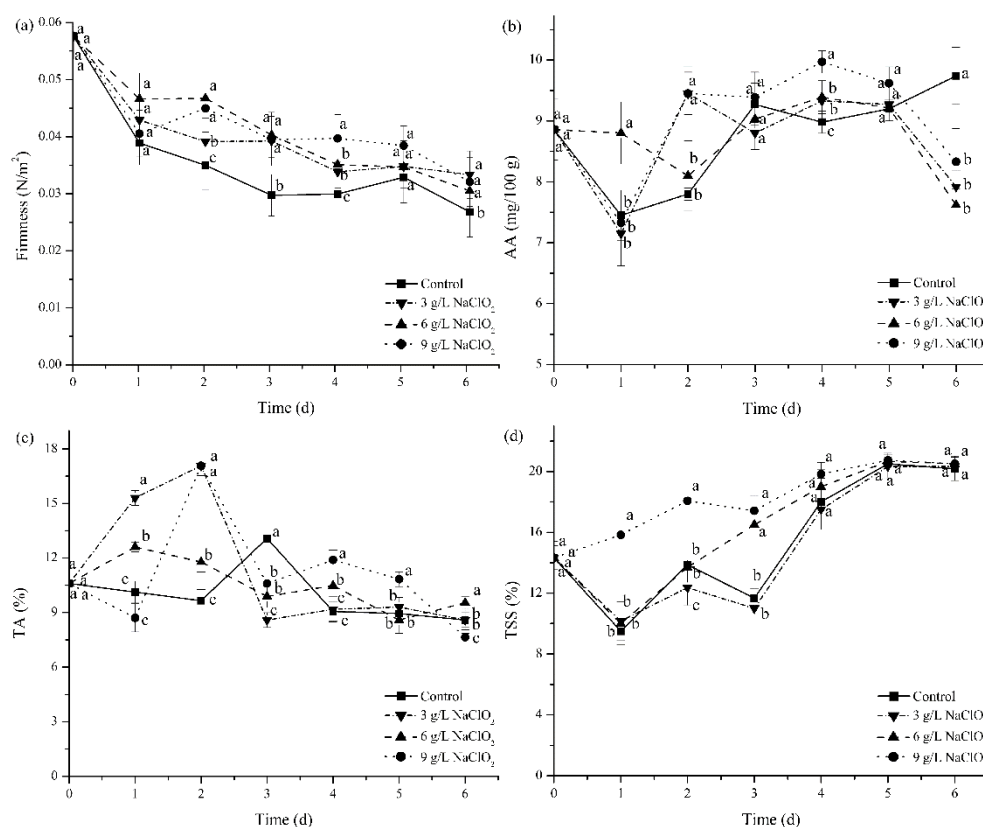 (a)
Firmness (N/m²)
0.06
0.05
0.04
0.03
0.02
0.01
0.00
a
a
a
a
a
a
a
a
a
a
b
c
a
a
a
b
a
b
b
c
a
a
a
a
a
a
a
b
Control
3 g/L NaClO₂
6 g/L NaClO₂
9 g/L NaClO₂
0 1 2 3 4 5 6
Time (d)
(b)
AA (mg/100 g)
10
9
8
7
6
5
a
a
a
a
a
b
b
b
a
a
b
b
a
a
a
a
a
b
b
c
a
a
a
a
a
b
b
b
Control
3 g/L NaClO
6 g/L NaClO
9 g/L NaClO
0 1 2 3 4 5 6
Time (d)
(c)
TA (%)
18
15
12
9
6
3
0
a
a
a
a
a
b
c
c
a
a
b
c
a
b
b
c
a
b
c
c
a
b
b
b
a
b
b
c
Control
3 g/L NaClO₂
6 g/L NaClO₂
9 g/L NaClO₂
0 1 2 3 4 5 6
Time (d)
(d)
TSS (%)
20
16
12
8
4
0
a
a
a
a
a
b
b
b
a
b
b
c
a
a
b
b
a
a
a
a
a
a
a
a
a
a
a
a
Control
3 g/L NaClO
6 g/L NaClO
9 g/L NaClO
0 1 2 3 4 5 6
Time (d)